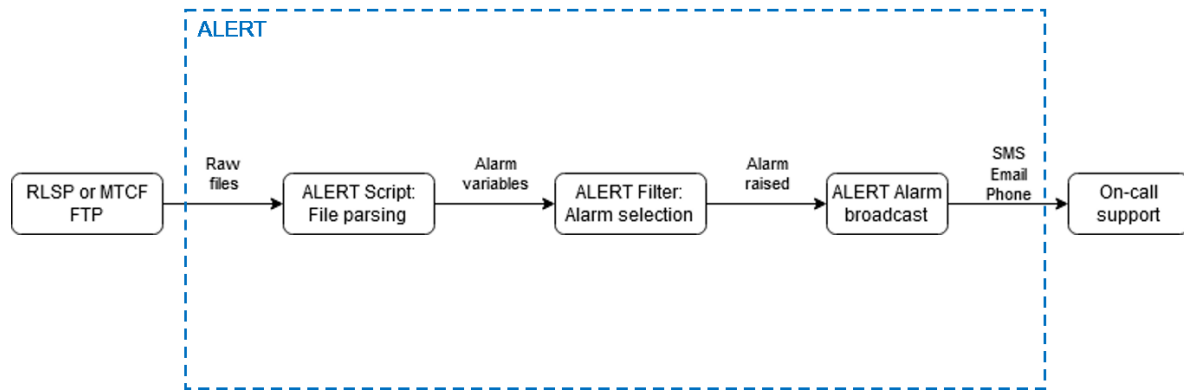 ALERT
RLSP or MTCF
FTP
Raw
files
ALERT Script:
File parsing
Alarm
variables
ALERT Filter:
Alarm selection
Alarm
raised
ALERT Alarm
broadcast
SMS
Email
Phone
On-call
support